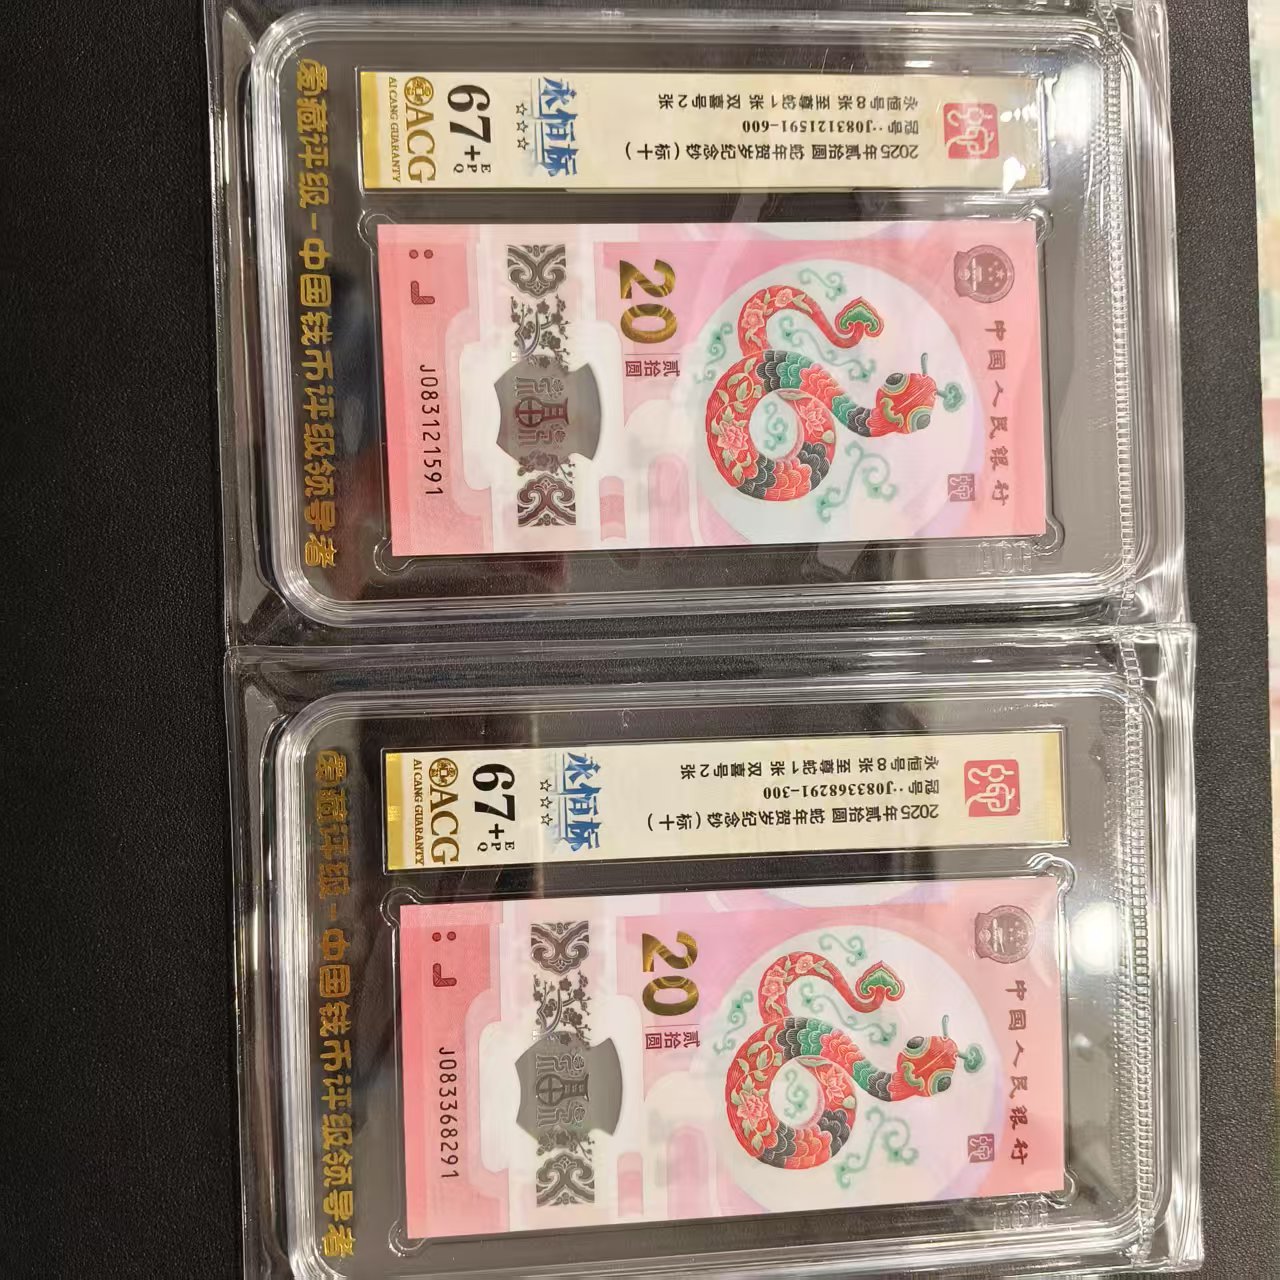 爱藏评级-中国钱币评级领导者
ACG
AI CANG GUARANTY
67+
E
P
Q
永恒标
☆☆☆
2025年贰拾圆 蛇年贺岁纪念钞(标十)
冠号:J083121591-600
永恒号8张 至尊蛇1张 双喜号2张
中国人民银行
20
贰拾圆
福
J083121591
爱藏评级-中国钱币评级领导者
ACG
AI CANG GUARANTY
67+
E
P
Q
永恒标
☆☆☆
2025年贰拾圆 蛇年贺岁纪念钞(标十)
冠号:J083368291-300
永恒号8张 至尊蛇1张 双喜号2张
中国人民银行
20
贰拾圆
福
J083368291